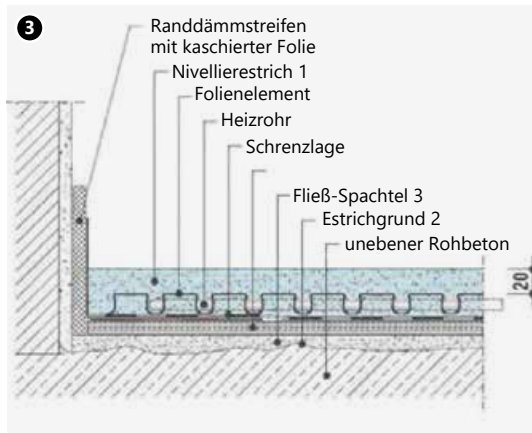 3
Randdämmstreifen
mit kaschierter Folie
Nivellierestrich 1
Folienelement
Heizrohr
Schrenzlage
Fließ-Spachtel 3
Estrichgrund 2
unebener Rohbeton
20